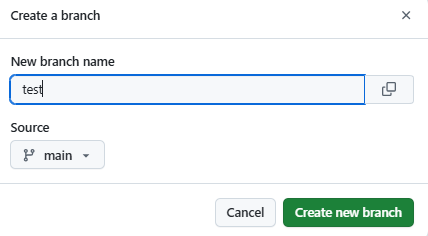 Create a branch
New branch name
test
Source
main
Cancel
Create new branch